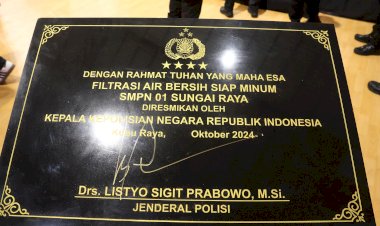 DENGAN RAHMAT TUHAN YANG MAHA ESA
FILTRASI AIR BERSIH SIAP MINUM
SMPN 01 SUNGAI RAYA
DIRESMIKAN OLEH
KEPALA KEPOLISIAN NEGARA REPUBLIK INDONESIA
Raya, Oktober 2024
Drs. LISTYO SIGIT PRABOWO, M.Si.
JENDERAL POLISI